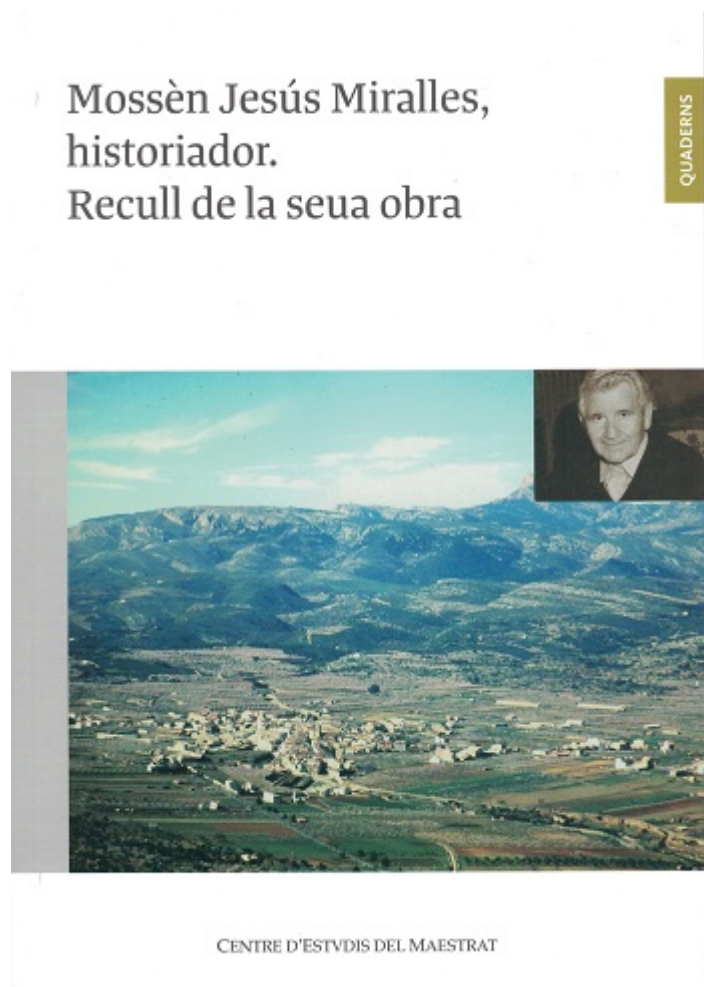 Mossèn Jesús Miralles,
historiador.
Recull de la seua obra
QUADERNS
CENTRE D'ESTVDIS DEL MAESTRAT